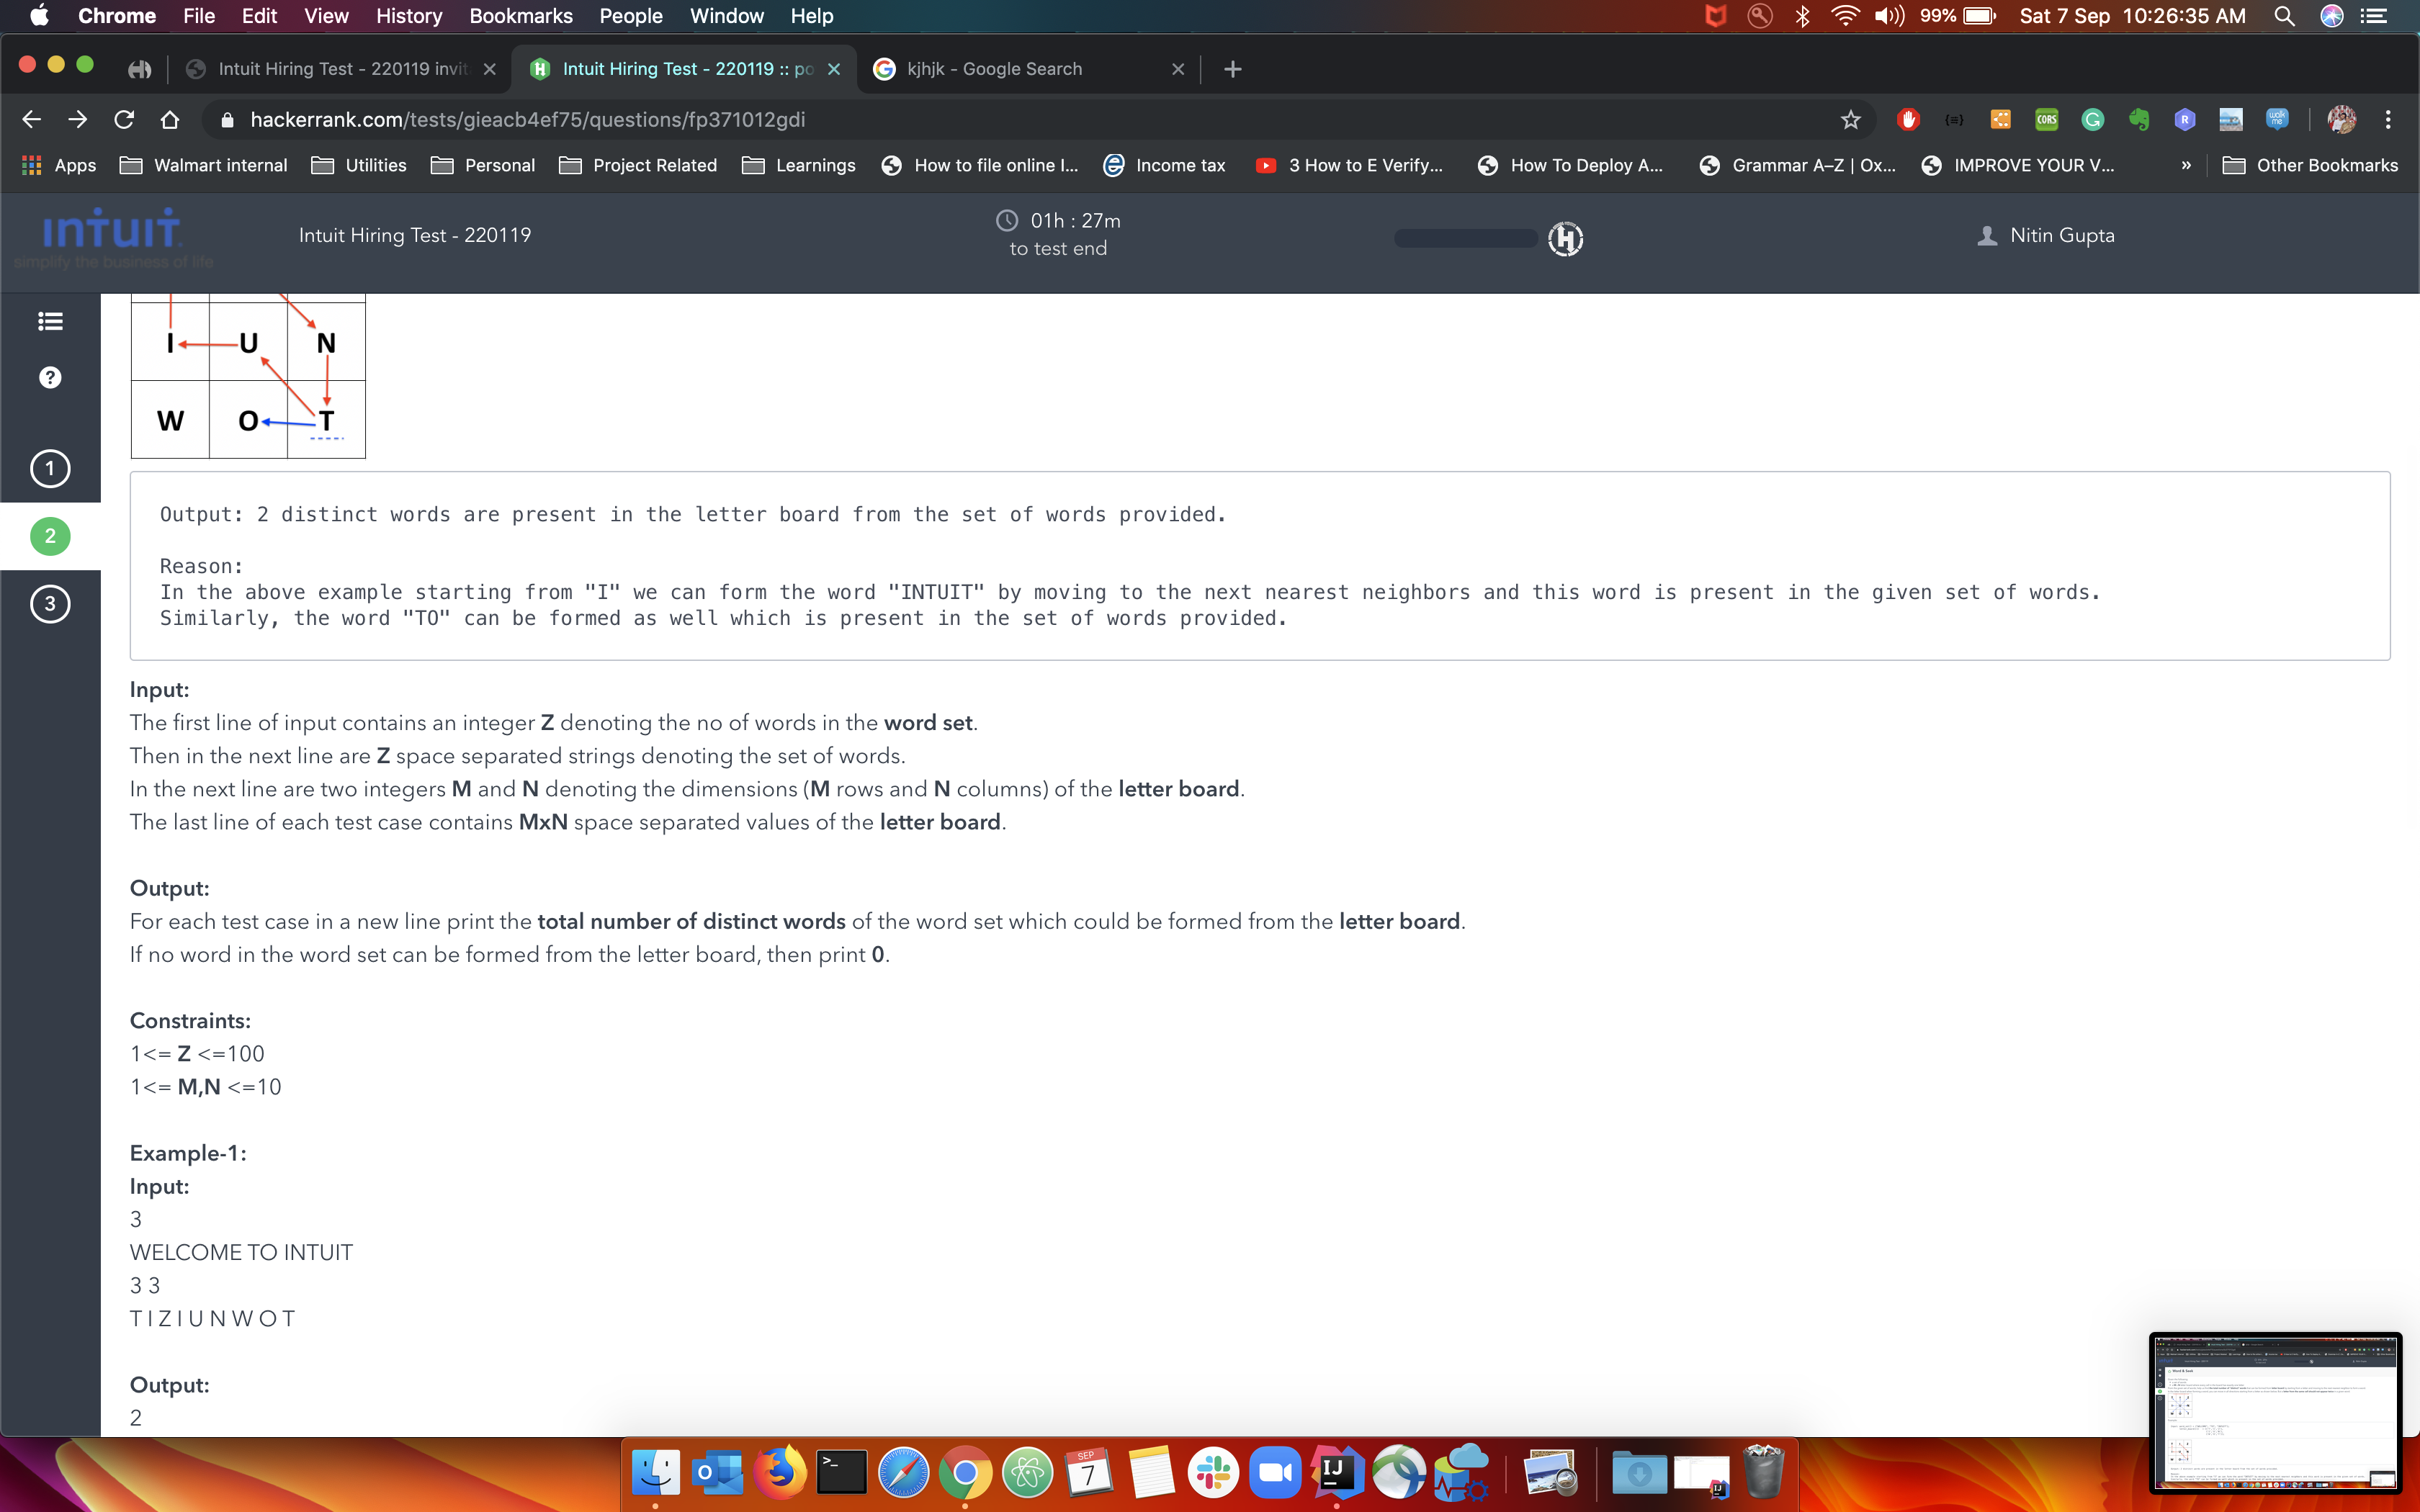 Chrome File Edit View History Bookmarks People Window Help 99% Sat 7 Sep 10:26:35 AM
Intuit Hiring Test - 220119 invit Intuit Hiring Test - 220119 :: po kjhjk - Google Search
hackerrank.com/tests/gieacb4ef75/questions/fp371012gdi
Apps Walmart internal Utilities Personal Project Related Learnings How to file online I... Income tax 3 How to E Verify... How To Deploy A... Grammar A–Z | Ox... IMPROVE YOUR V... » Other Bookmarks
intuit
simplify the business of life
Intuit Hiring Test - 220119
01h : 27m
to test end
Nitin Gupta
I U N
W O T
1
2
3
Output: 2 distinct words are present in the letter board from the set of words provided.
Reason:
In the above example starting from "I" we can form the word "INTUIT" by moving to the next nearest neighbors and this word is present in the given set of words.
Similarly, the word "TO" can be formed as well which is present in the set of words provided.
Input:
The first line of input contains an integer Z denoting the no of words in the word set.
Then in the next line are Z space separated strings denoting the set of words.
In the next line are two integers M and N denoting the dimensions (M rows and N columns) of the letter board.
The last line of each test case contains MxN space separated values of the letter board.
Output:
For each test case in a new line print the total number of distinct words of the word set which could be formed from the letter board.
If no word in the word set can be formed from the letter board, then print 0.
Constraints:
1<= Z <=100
1<= M,N <=10
Example-1:
Input:
3
WELCOME TO INTUIT
3 3
T I Z I U N W O T
Output:
2